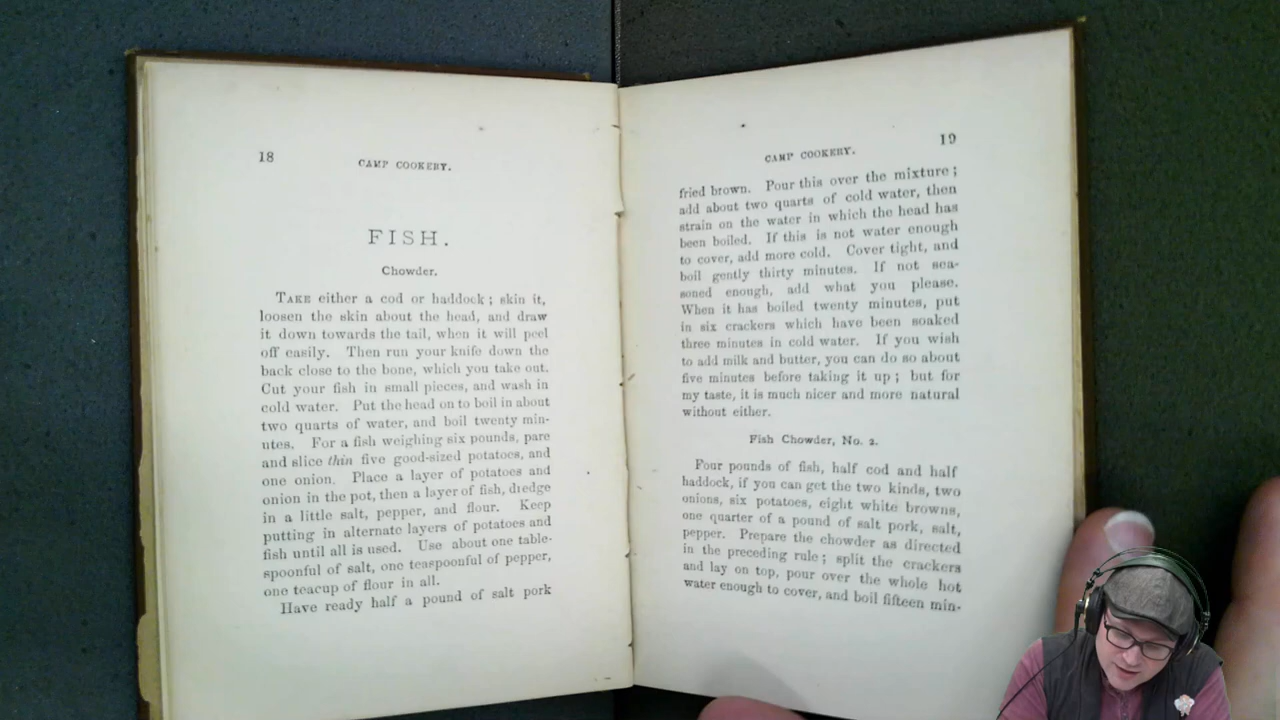 18
CAMP COOKERY.
FISH.
Chowder.
TAKE either a cod or haddock; skin it,
loosen the skin about the head, and draw
it down towards the tail, when it will peel
off easily. Then run your knife down the
back close to the bone, which you take out.
Cut your fish in small pieces, and wash in
cold water. Put the head on to boil in about
two quarts of water, and boil twenty min-
utes. For a fish weighing six pounds, pare
and slice thin five good-sized potatoes, and
one onion. Place a layer of potatoes and
onion in the pot, then a layer of fish, dredge
in a little salt, pepper, and flour. Keep
putting in alternate layers of potatoes and
fish until all is used. Use about one table-
spoonful of salt, one teaspoonful of pepper,
one teacup of flour in all.
Have ready half a pound of salt pork
CAMP COOKERY.
19
fried brown. Pour this over the mixture;
add about two quarts of cold water, then
strain on the water in which the head has
been boiled. If this is not water enough
to cover, add more cold. Cover tight, and
boil gently thirty minutes. If not sea-
soned enough, add what you please.
When it has boiled twenty minutes, put
in six crackers which have been soaked
three minutes in cold water. If you wish
to add milk and butter, you can do so about
five minutes before taking it up; but for
my taste, it is much nicer and more natural
without either.
Fish Chowder, No. 2.
Four pounds of fish, half cod and half
haddock, if you can get the two kinds, two
onions, six potatoes, eight white browns,
one quarter of a pound of salt pork, salt,
pepper. Prepare the chowder as directed
in the preceding rule; split the crackers
and lay on top, pour over the whole hot
water enough to cover, and boil fifteen min-